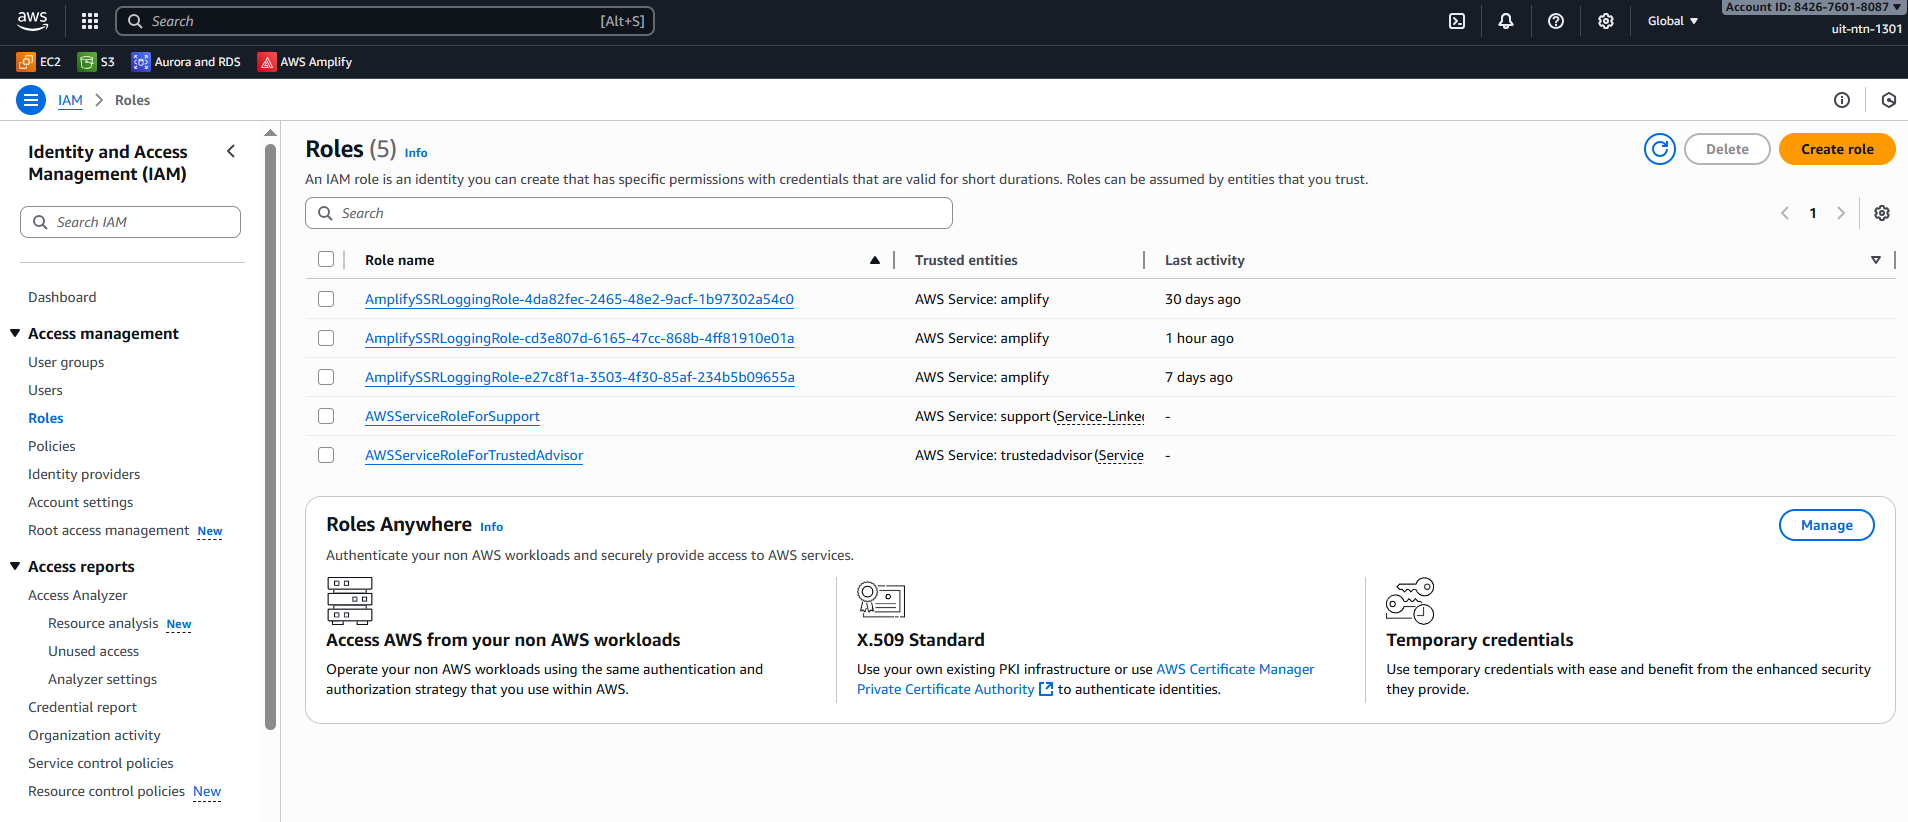 aws
Search [Alt+S]
Global
Account ID: 8426-7601-8087
uit-ntn-1301
EC2 S3 Aurora and RDS AWS Amplify
IAM Roles
Identity and Access
Management (IAM)
Search IAM
Dashboard
Access management
User groups
Users
Roles
Policies
Identity providers
Account settings
Root access management New
Access reports
Access Analyzer
Resource analysis New
Unused access
Analyzer settings
Credential report
Organization activity
Service control policies
Resource control policies New
Roles (5) Info
Delete
Create role
An IAM role is an identity you can create that has specific permissions with credentials that are valid for short durations. Roles can be assumed by entities that you trust.
Search
1
Role name Trusted entities Last activity
AmplifySSRLoggingRole-4da82fec-2465-48e2-9acf-1b97302a54c0 AWS Service: amplify 30 days ago
AmplifySSRLoggingRole-cd3e807d-6165-47cc-868b-4ff81910e01a AWS Service: amplify 1 hour ago
AmplifySSRLoggingRole-e27c8f1a-3503-4f30-85af-234b5b09655a AWS Service: amplify 7 days ago
AWSServiceRoleForSupport AWS Service: support (Service-Linke -
AWSServiceRoleForTrustedAdvisor AWS Service: trustedadvisor (Service -
Roles Anywhere Info
Manage
Authenticate your non AWS workloads and securely provide access to AWS services.
Access AWS from your non AWS workloads
Operate your non AWS workloads using the same authentication and
authorization strategy that you use within AWS.
X.509 Standard
Use your own existing PKI infrastructure or use AWS Certificate Manager
Private Certificate Authority to authenticate identities.
Temporary credentials
Use temporary credentials with ease and benefit from the enhanced security
they provide.